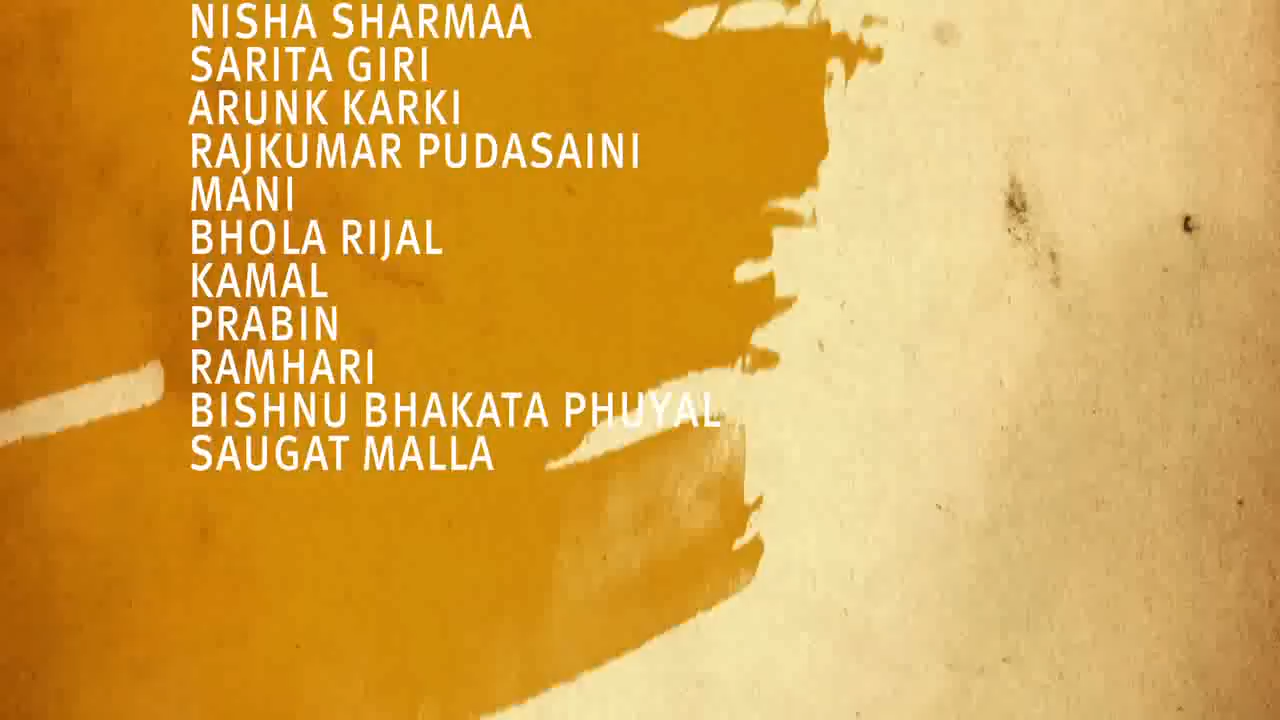 NISHA SHARMAA
SARITA GIRI
ARUNK KARKI
RAJKUMAR PUDASAINI
MANI
BHOLA RIJAL
KAMAL
PRABIN
RAMHARI
BISHNU BHAKATA PHUYAL
SAUGAT MALLA